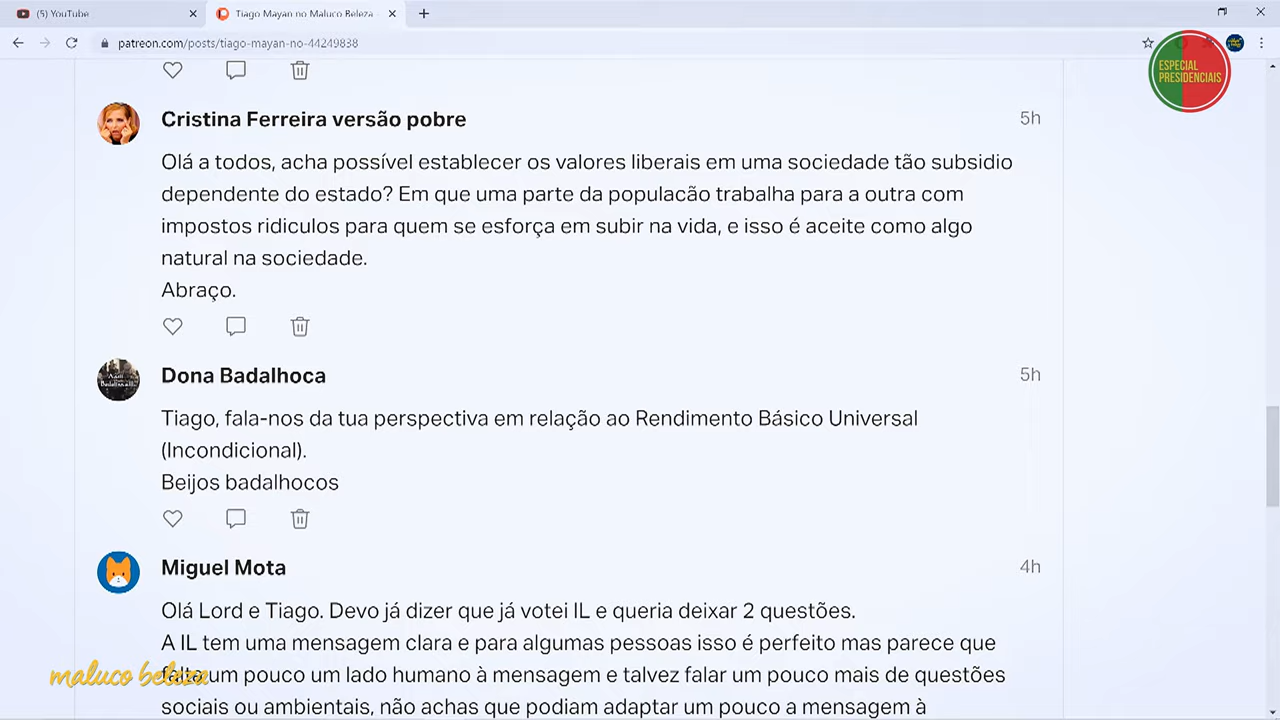 (5) YouTube
Tiago Mayan no Maluco Beleza
patreon.com/posts/tiago-mayan-no-44249838
ESPECIAL
PRESIDENCIAIS
Cristina Ferreira versão pobre
5h
Olá a todos, acha possível establecer os valores liberais em uma sociedade tão subsidio
dependente do estado? Em que uma parte da populacão trabalha para a outra com
impostos ridiculos para quem se esforça em subir na vida, e isso é aceite como algo
natural na sociedade.
Abraço.
Dona Badalhoca
5h
Tiago, fala-nos da tua perspectiva em relação ao Rendimento Básico Universal
(Incondicional).
Beijos badalhocos
Miguel Mota
4h
Olá Lord e Tiago. Devo já dizer que já votei IL e queria deixar 2 questões.
A IL tem uma mensagem clara e para algumas pessoas isso é perfeito mas parece que
falta um pouco um lado humano à mensagem e talvez falar um pouco mais de questões
sociais ou ambientais, não achas que podiam adaptar um pouco a mensagem à
maluco beleza